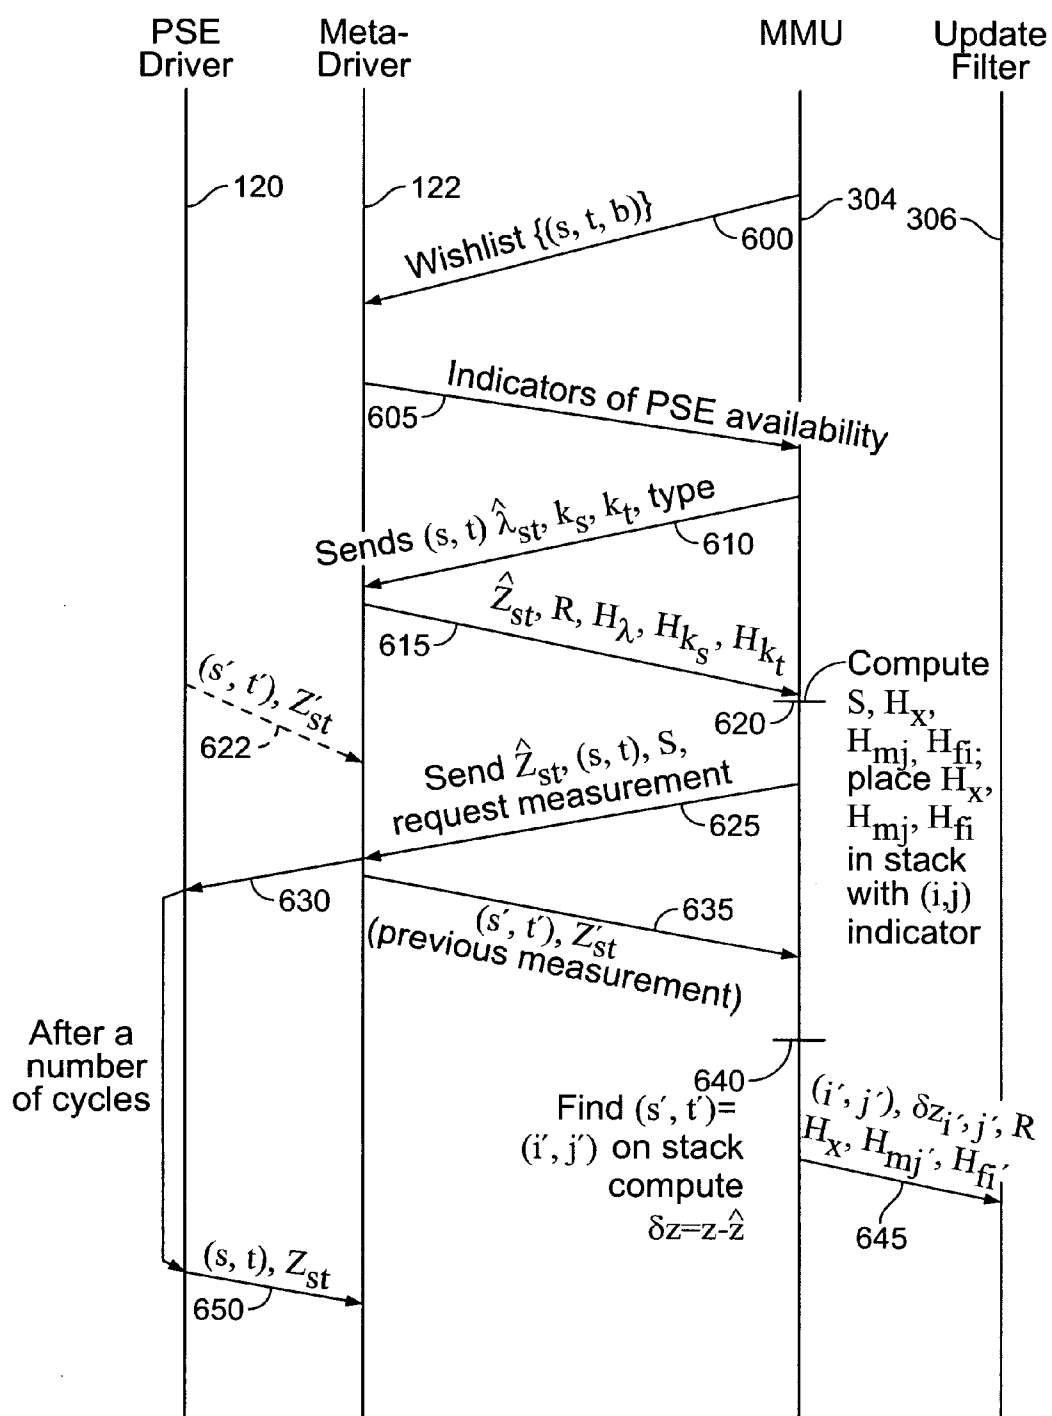 PSE
Driver
Meta-
Driver
MMU
Update
Filter
120
122
304
306
600
Wishlist {(s, t, b)}
Indicators of PSE availability
605
Sends (s, t) λ̂st, ks, kt, type
610
Ẑst, R, Hλ, Hks, Hkt
615
(s′, t′), Z′st
622
620
Compute
S, Hx,
Hmj, Hfi;
place Hx,
Hmj, Hfi
in stack
with (i,j)
indicator
Send Ẑst, (s, t), S,
request measurement
625
630
635
(s′, t′), Z′st
(previous measurement)
After a
number
of cycles
640
Find (s′, t′)=
(i′, j′) on stack
compute
δz=z-ẑ
(i′, j′), δzi′, j′, R
Hx, Hmj′, Hfi′
645
(s, t), Zst
650